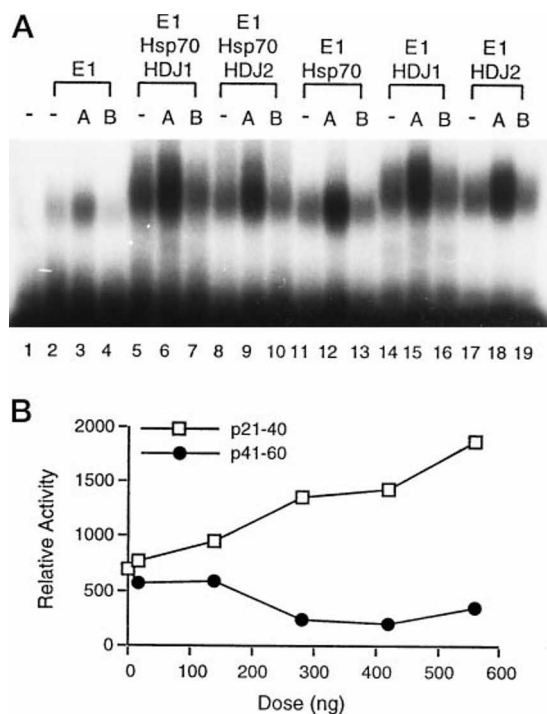 A
E1 E1 E1
E1 Hsp70 Hsp70 E1 E1 E1
HDJ1 HDJ2 Hsp70 HDJ1 HDJ2
- - A B - A B - A B - A B - A B - A B
1 2 3 4 5 6 7 8 9 10 11 12 13 14 15 16 17 18 19
B
2000
p21-40
p41-60
1500
1000
500
0
Relative Activity
0 100 200 300 400 500 600
Dose (ng)